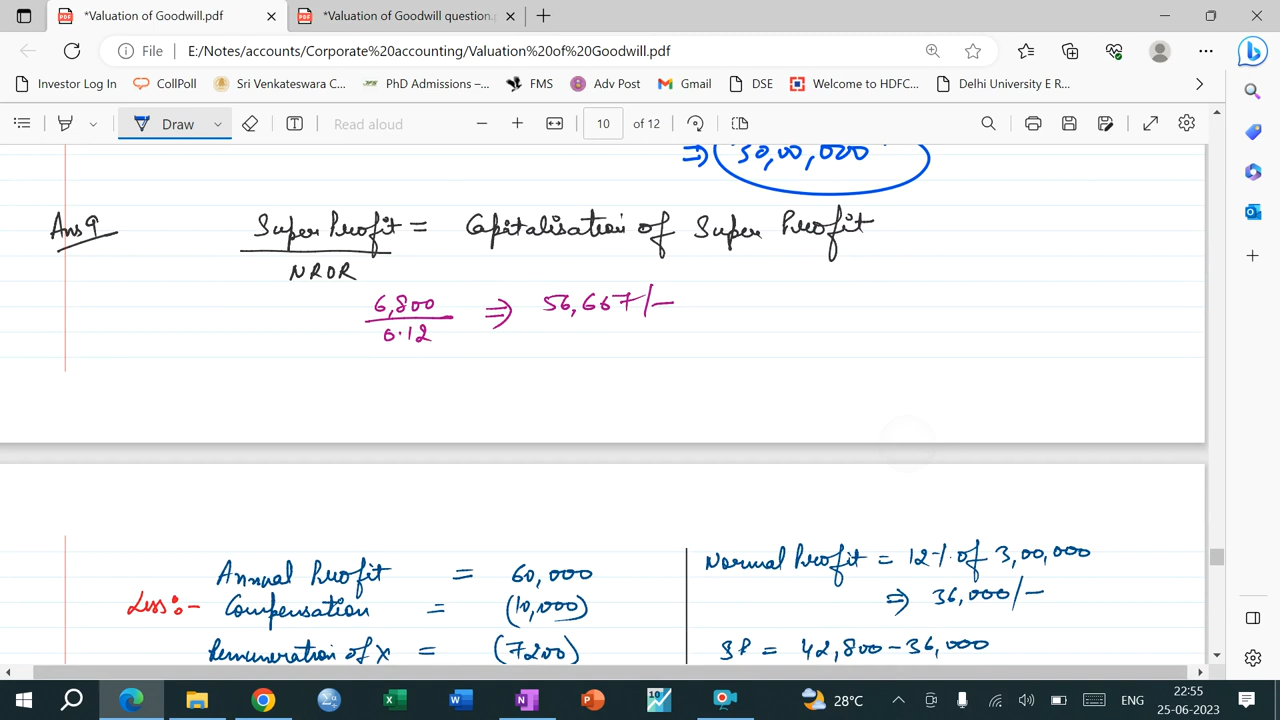 *Valuation of Goodwill.pdf
*Valuation of Goodwill question.p
File
E:/Notes/accounts/Corporate%20accounting/Valuation%20of%20Goodwill.pdf
Investor Log In
CollPoll
Sri Venkateswara C...
PhD Admissions –...
FMS
Adv Post
Gmail
DSE
Welcome to HDFC...
Delhi University E R...
Draw
Read aloud
10 of 12
⇒ 50,00,000
Ans 9 Super Profit = Capitalisation of Super Profit
NROR
6,800 ⇒ 56,667/–
0.12
Normal Profit = 12% of 3,00,000
Annual Profit = 60,000
⇒ 36,000/–
Less:- Compensation = (10,000)
Remuneration of X = (7200)
SP = 42,800 – 36,000
28°C
ENG
22:55
25-06-2023